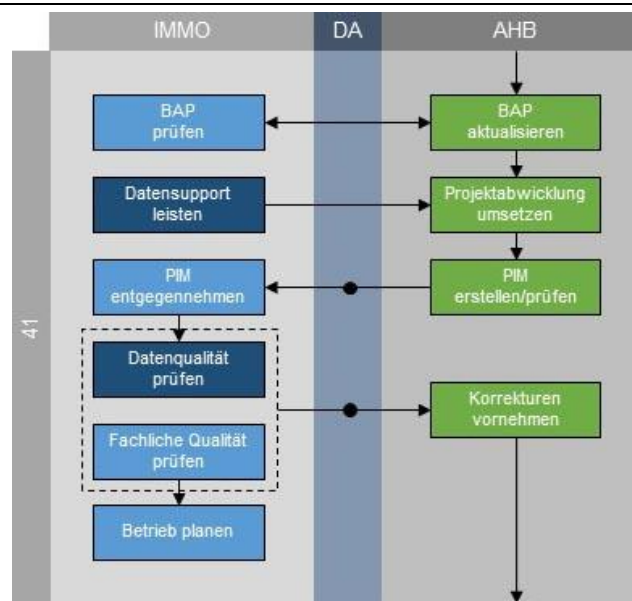 IMMO DA AHB
41
BAP
prüfen
BAP
aktualisieren
Datensupport
leisten
Projektabwicklung
umsetzen
PIM
entgegennehmen
PIM
erstellen/prüfen
Datenqualität
prüfen
Korrekturen
vornehmen
Fachliche Qualität
prüfen
Betrieb planen